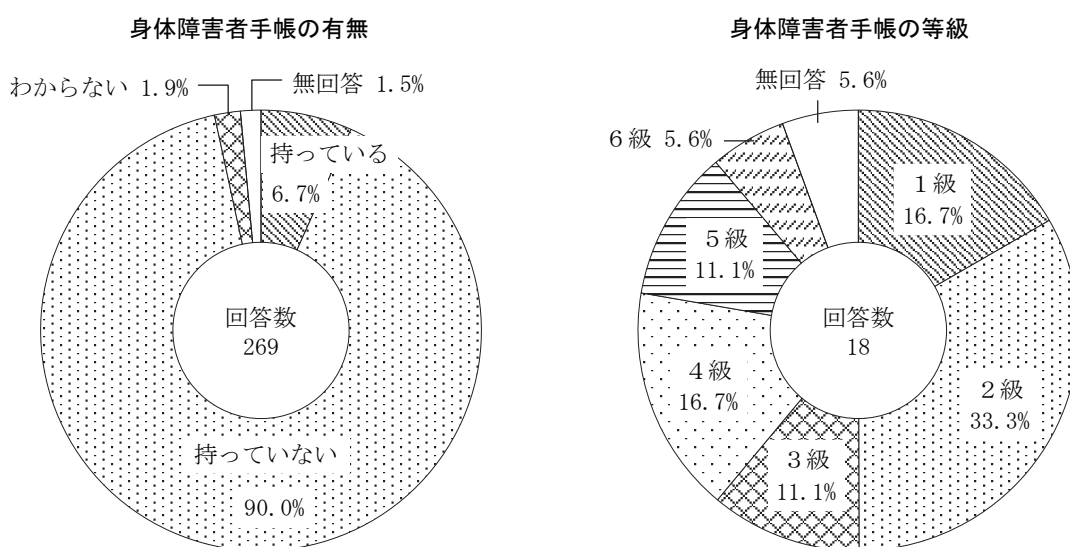 身体障害者手帳の有無
わからない 1.9%
無回答 1.5%
持っている
6.7%
回答数
269
持っていない
90.0%
身体障害者手帳の等級
無回答 5.6%
6級 5.6%
1級
16.7%
5級
11.1%
回答数
18
4級
16.7%
2級
33.3%
3級
11.1%